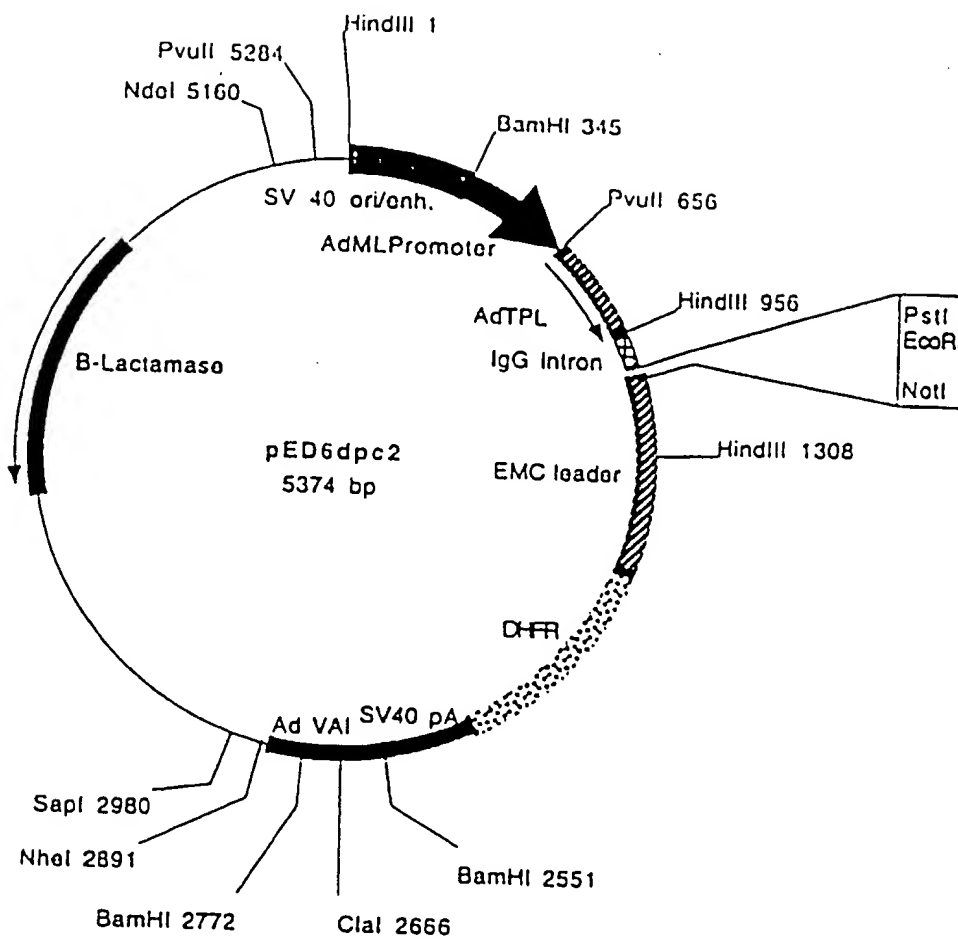 HindIII 1
PvuII 5284
NdeI 5160
BamHI 345
SV 40 ori/enh.
PvuII 656
AdMLPromoter
HindIII 956
AdTPL
PstI
EcoR
IgG Intron
B-Lactamase
NotI
pED6dpc2
HindIII 1308
EMC leader
5374 bp
DHFR
Ad VAI
SV40 pA
SapI 2980
NheI 2891
BamHI 2551
BamHI 2772
ClaI 2666